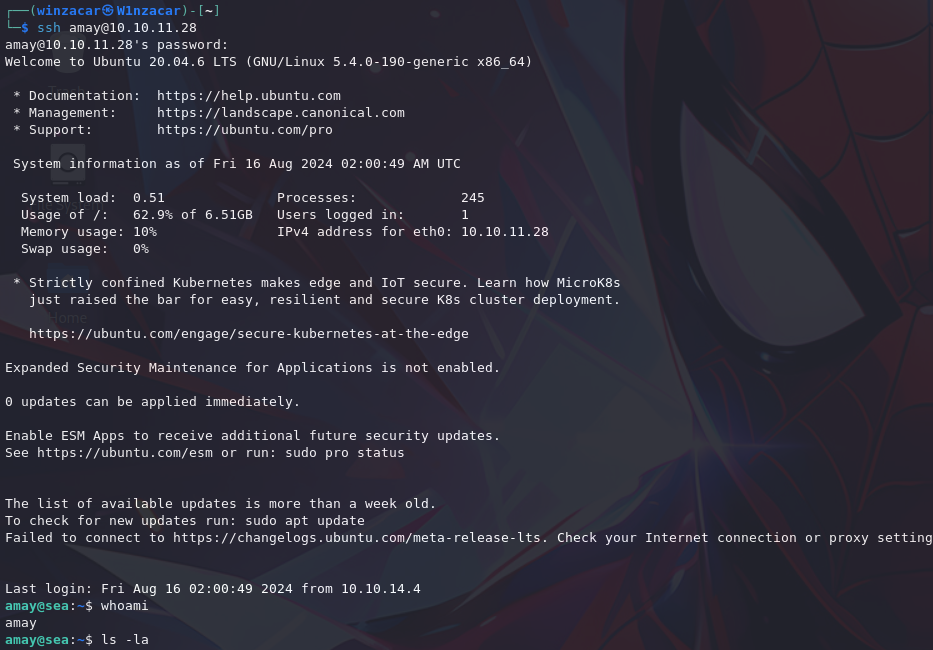 ┌──(winzacar㉿W1nzacar)-[~]
└─$ ssh amay@10.10.11.28
amay@10.10.11.28's password:
Welcome to Ubuntu 20.04.6 LTS (GNU/Linux 5.4.0-190-generic x86_64)
* Documentation:  https://help.ubuntu.com
* Management:     https://landscape.canonical.com
* Support:        https://ubuntu.com/pro
System information as of Fri 16 Aug 2024 02:00:49 AM UTC
System load:  0.51              Processes:             245
Usage of /:   62.9% of 6.51GB   Users logged in:       1
Memory usage: 10%               IPv4 address for eth0: 10.10.11.28
Swap usage:   0%
* Strictly confined Kubernetes makes edge and IoT secure. Learn how MicroK8s
just raised the bar for easy, resilient and secure K8s cluster deployment.
Home
https://ubuntu.com/engage/secure-kubernetes-at-the-edge
Expanded Security Maintenance for Applications is not enabled.
0 updates can be applied immediately.
Enable ESM Apps to receive additional future security updates.
See https://ubuntu.com/esm or run: sudo pro status
The list of available updates is more than a week old.
To check for new updates run: sudo apt update
Failed to connect to https://changelogs.ubuntu.com/meta-release-lts. Check your Internet connection or proxy setting
Last login: Fri Aug 16 02:00:49 2024 from 10.10.14.4
amay@sea:~$ whoami
amay
amay@sea:~$ ls -la